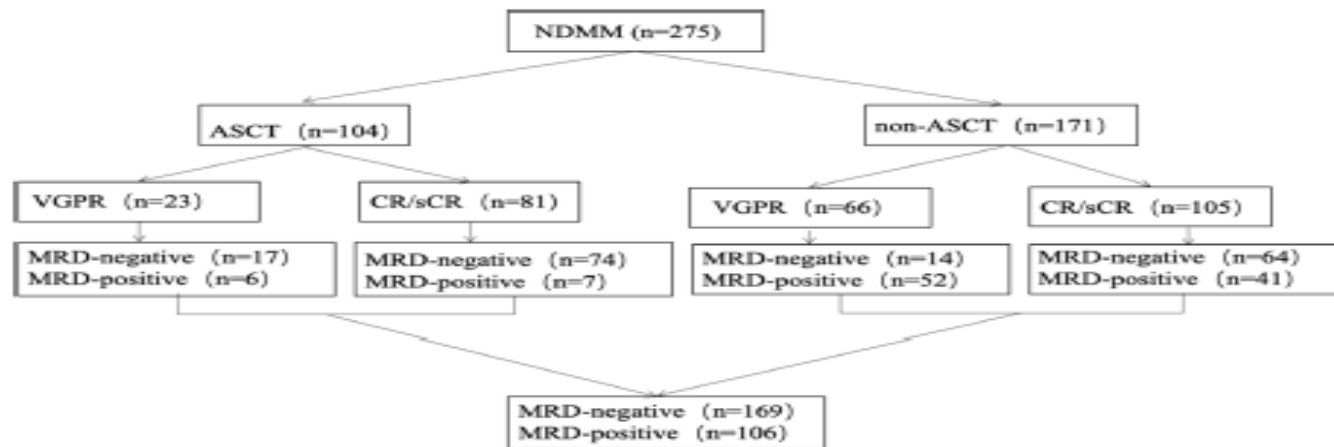 NDMM (n=275)
ASCT (n=104)
non-ASCT (n=171)
VGPR (n=23)
CR/sCR (n=81)
VGPR (n=66)
CR/sCR (n=105)
MRD-negative (n=17)
MRD-positive (n=6)
MRD-negative (n=74)
MRD-positive (n=7)
MRD-negative (n=14)
MRD-positive (n=52)
MRD-negative (n=64)
MRD-positive (n=41)
MRD-negative (n=169)
MRD-positive (n=106)